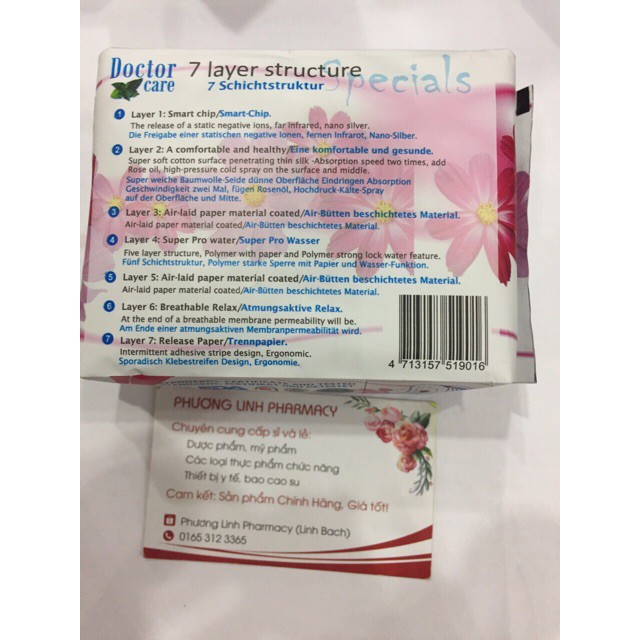 Doctor care
7 layer structure
Specials
7 Schichtstruktur
1 Layer 1: Smart chip/Smart-Chip.
The release of a static negative ions, far infrared, nano silver.
Die Freigabe einer statischen negative Ionen, fernen Infrarot, Nano-Silber.
2 Layer 2: A comfortable and healthy/Eine komfortable und gesunde.
Super soft cotton surface penetrating thin silk -Absorption speed two times, add
Rose oil, high-pressure cold spray on the surface and middle.
Super weiche Baumwolle-Seide dünne Oberfläche Eindringen Absorption
Geschwindigkeit zwei Mal, fügen Rosenöl, Hochdruck-Kälte-Spray
auf der Oberfläche und Mitte.
3 Layer 3: Air-laid paper material coated/Air-Bütten beschichtetes Material.
Air-laid paper material coated/Air-Bütten beschichtetes Material.
4 Layer 4: Super Pro water/Super Pro Wasser
Five layer structure, Polymer with paper and Polymer strong lock water feature.
Fünf Schichtstruktur, Polymer starke Sperre mit Papier und Wasser-Funktion.
5 Layer 5: Air-laid paper material coated/Air-Bütten beschichtetes Material.
Air-laid paper material coated/Air-Bütten beschichtetes Material.
6 Layer 6: Breathable Relax/Atmungsaktive Relax.
At the end of a breathable membrane permeability will be.
Am Ende einer atmungsaktiven Membranpermeabilität wird.
7 Layer 7: Release Paper/Trennpapier.
Intermittent adhesive stripe design, Ergonomic.
Sporadisch Klebestreifen Design, Ergonomie.
4 713157 519016
PHƯƠNG LINH PHARMACY
Chuyên cung cấp sỉ và lẻ:
Dược phẩm, mỹ phẩm
Các loại thực phẩm chức năng
Thiết bị y tế, bao cao su
Cam kết: Sản phẩm Chính Hãng, Giá tốt!
Phương Linh Pharmacy (Linh Bach)
0165 312 3365